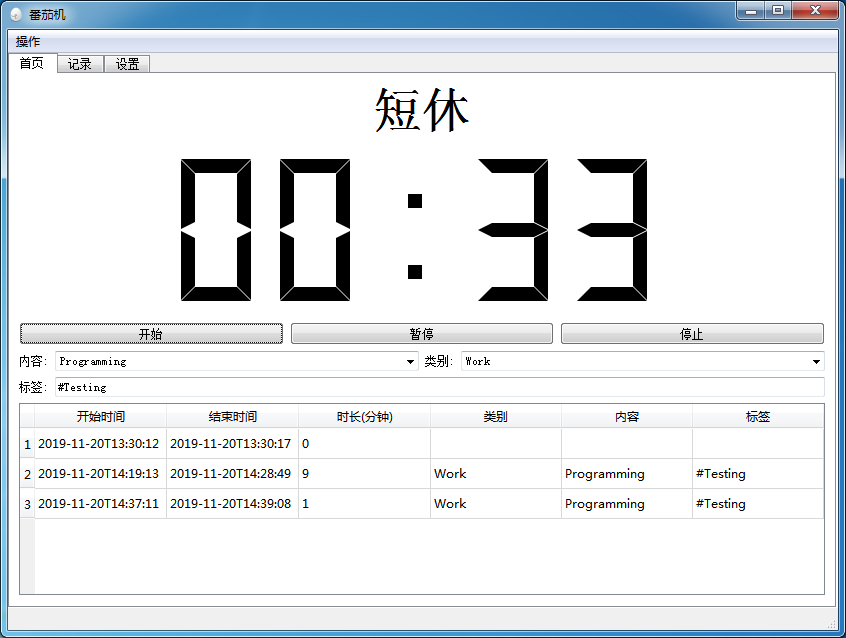 番茄机
操作
首页 记录 设置
短休
00:33
开始 暂停 停止
内容: Programming 类别: Work
标签: #Testing
开始时间 结束时间 时长(分钟) 类别 内容 标签
1 2019-11-20T13:30:12 2019-11-20T13:30:17 0
2 2019-11-20T14:19:13 2019-11-20T14:28:49 9 Work Programming #Testing
3 2019-11-20T14:37:11 2019-11-20T14:39:08 1 Work Programming #Testing